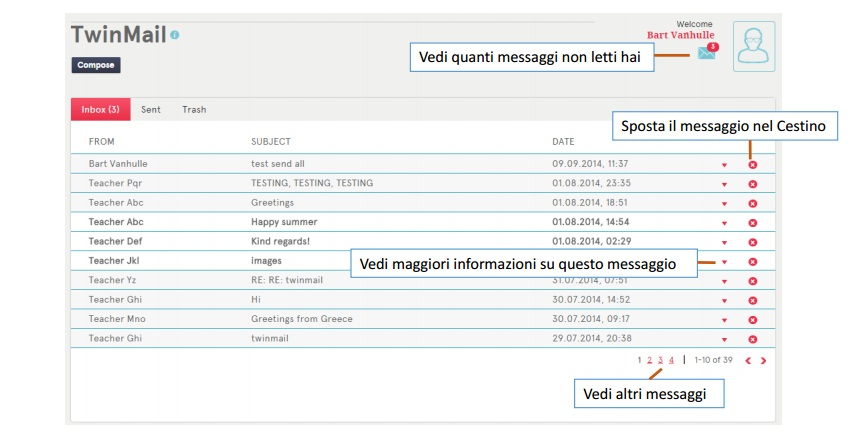 TwinMail
Compose
Welcome
Bart Vanhulle
3
Vedi quanti messaggi non letti hai
Inbox (3) Sent Trash
Sposta il messaggio nel Cestino
FROM SUBJECT DATE
Bart Vanhulle test send all 09.09.2014, 11:37
Teacher Pqr TESTING, TESTING, TESTING 01.08.2014, 23:35
Teacher Abc Greetings 01.08.2014, 18:51
Teacher Abc Happy summer 01.08.2014, 14:54
Teacher Def Kind regards! 01.08.2014, 02:29
Teacher Jkl images
Vedi maggiori informazioni su questo messaggio
Teacher Yz RE: RE: twinmail 31.07.2014, 07:51
Teacher Ghi Hi 30.07.2014, 14:52
Teacher Mno Greetings from Greece 30.07.2014, 09:17
Teacher Ghi twinmail 29.07.2014, 20:38
1 2 3 4 | 1-10 of 39
Vedi altri messaggi